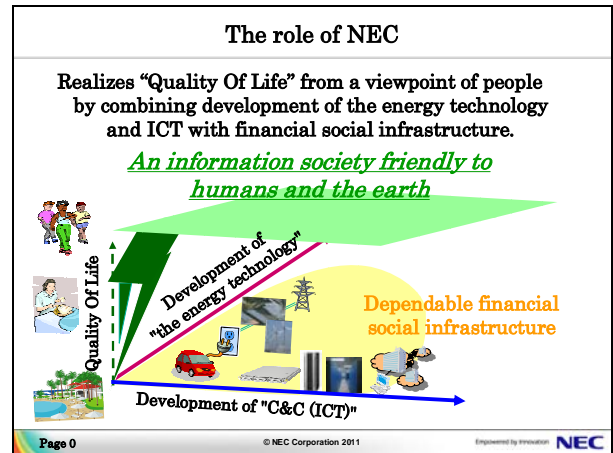 The role of NEC
Realizes “Quality Of Life” from a viewpoint of people
by combining development of the energy technology
and ICT with financial social infrastructure.
An information society friendly to
humans and the earth
Quality Of Life
Development of
"the energy technology"
Dependable financial
social infrastructure
Development of "C&C (ICT)"
Page 0
© NEC Corporation 2011
Empowered by Innovation
NEC